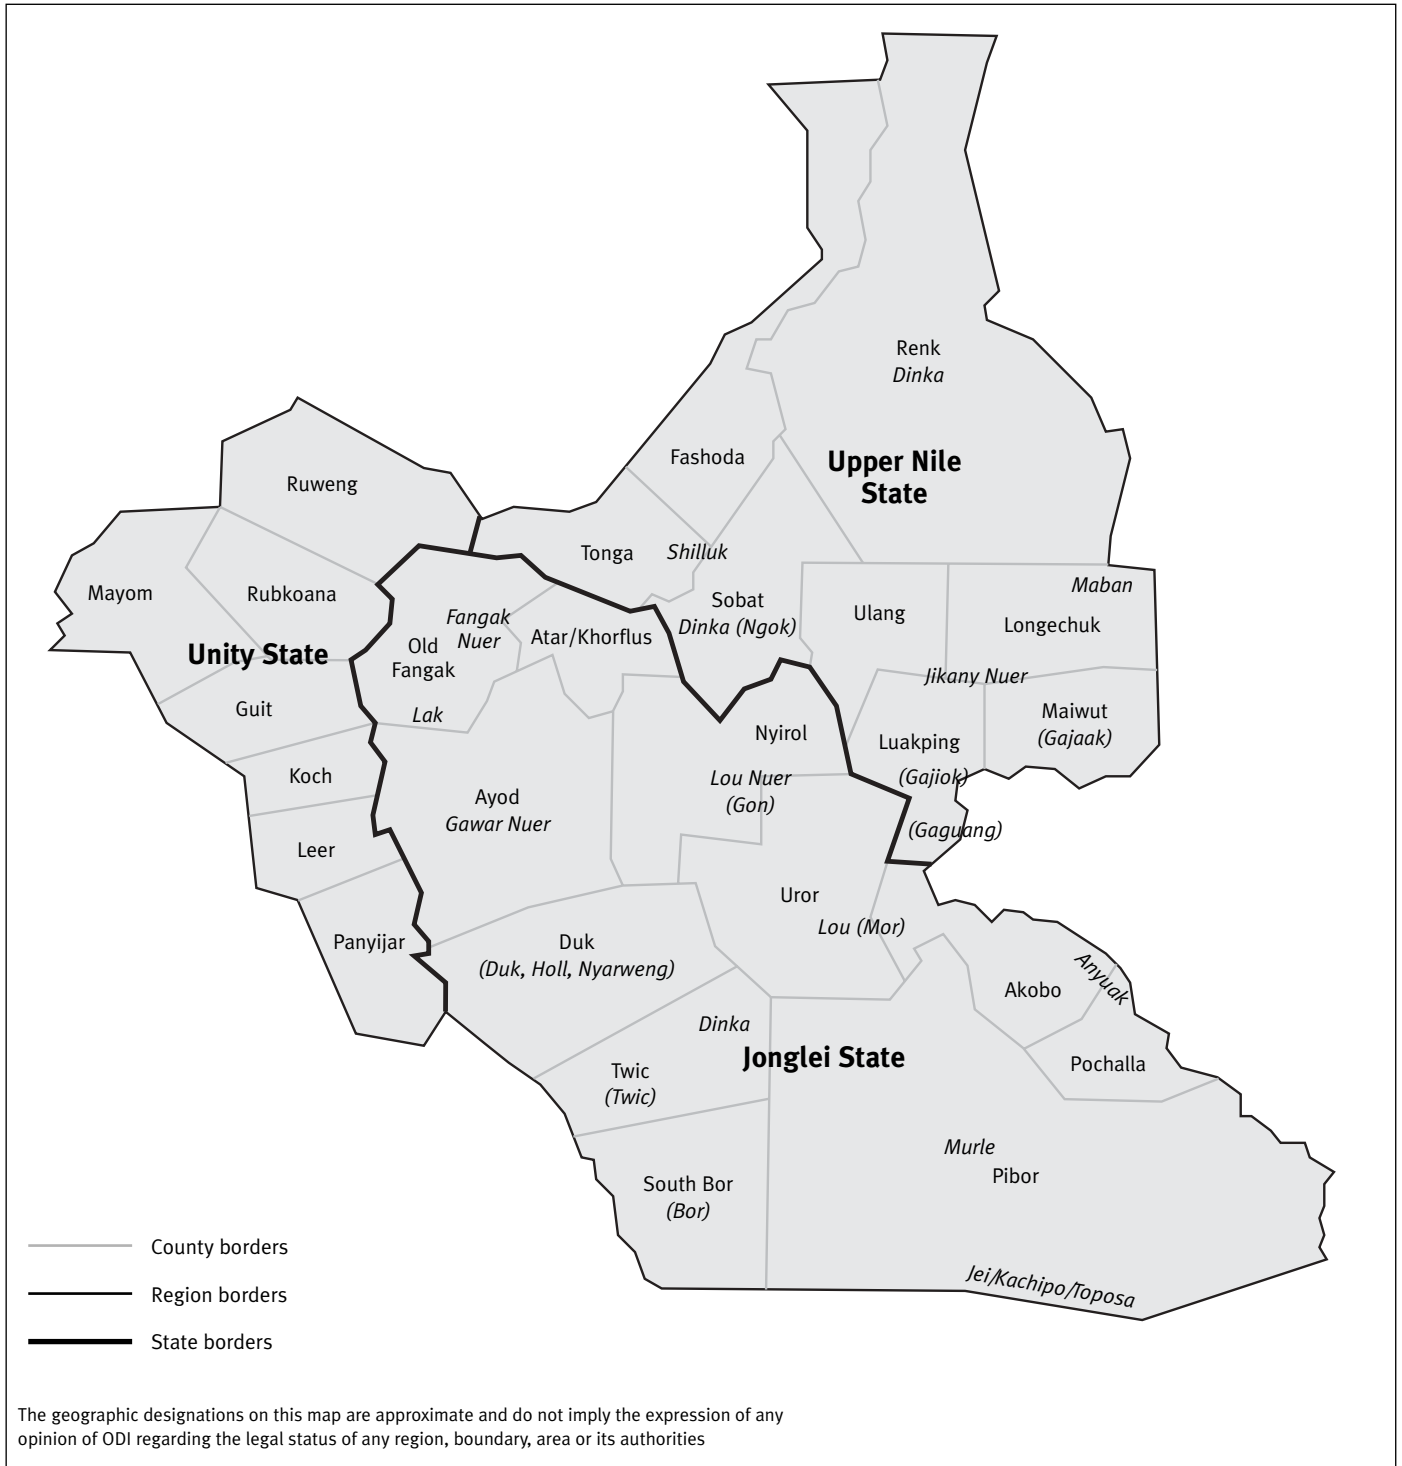 Renk
Dinka
Fashoda
Upper Nile
State
Ruweng
Tonga
Shilluk
Maban
Mayom
Rubkoana
Sobat
Dinka (Ngok)
Ulang
Longechuk
Fangak
Nuer
Atar/Khorflus
Old
Fangak
Unity State
Jikany Nuer
Guit
Lak
Maiwut
(Gajaak)
Nyirol
Luakping
(Gajiok)
Koch
Lou Nuer
(Gon)
Ayod
Gawar Nuer
(Gaguang)
Leer
Uror
Lou (Mor)
Panyijar
Duk
(Duk, Holl, Nyarweng)
Anyuak
Akobo
Dinka
Jonglei State
Pochalla
Twic
(Twic)
Murle
Pibor
South Bor
(Bor)
Jei/Kachipo/Toposa
County borders
Region borders
State borders
The geographic designations on this map are approximate and do not imply the expression of any
opinion of ODI regarding the legal status of any region, boundary, area or its authorities